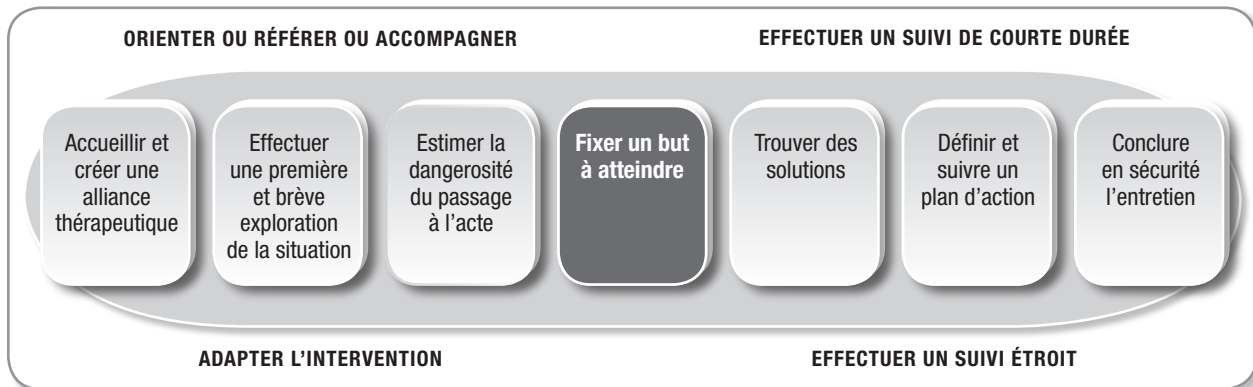 ORIENTER OU RÉFÉRER OU ACCOMPAGNER
EFFECTUER UN SUIVI DE COURTE DURÉE
Accueillir et
créer une
alliance
thérapeutique
Effectuer
une première
et brève
exploration
de la situation
Estimer la
dangerosité
du passage
à l’acte
Fixer un but
à atteindre
Trouver des
solutions
Définir et
suivre un
plan d’action
Conclure
en sécurité
l’entretien
ADAPTER L’INTERVENTION
EFFECTUER UN SUIVI ÉTROIT